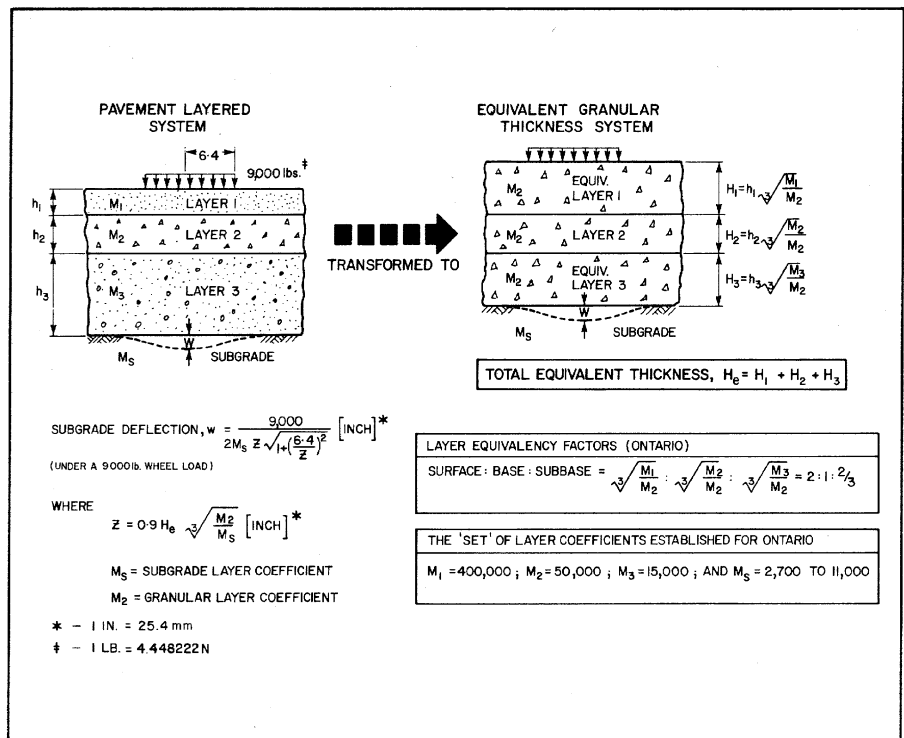 PAVEMENT LAYERED
SYSTEM
6.4
9,000 lbs.‡
h₁
M₁
LAYER 1
h₂
M₂
LAYER 2
h₃
M₃
LAYER 3
W
Mₛ
SUBGRADE
TRANSFORMED TO
EQUIVALENT GRANULAR
THICKNESS SYSTEM
M₂
EQUIV.
LAYER 1
H₁=h₁ ∛(M₁/M₂)
M₂
LAYER 2
H₂=h₂ ∛(M₂/M₂)
M₂
EQUIV.
LAYER 3
H₃=h₃ ∛(M₃/M₂)
W
Mₛ
SUBGRADE
TOTAL EQUIVALENT THICKNESS, Hₑ= H₁ + H₂ + H₃
SUBGRADE DEFLECTION, w = 9,000 / (2Mₛ Z √(1+(6.4/Z)²)) [INCH]*
(UNDER A 9000 lb. WHEEL LOAD)
WHERE
Z = 0.9 Hₑ ∛(M₂/Mₛ) [INCH]*
Mₛ = SUBGRADE LAYER COEFFICIENT
M₂ = GRANULAR LAYER COEFFICIENT
* - 1 IN. = 25.4 mm
‡ - 1 LB. = 4.448222 N
LAYER EQUIVALENCY FACTORS (ONTARIO)
SURFACE: BASE: SUBBASE = ∛(M₁/M₂) : ∛(M₂/M₂) : ∛(M₃/M₂) = 2 : 1 : 2/3
THE 'SET' OF LAYER COEFFICIENTS ESTABLISHED FOR ONTARIO
M₁ =400,000 ; M₂=50,000 ; M₃=15,000 ; AND Mₛ=2,700 TO 11,000